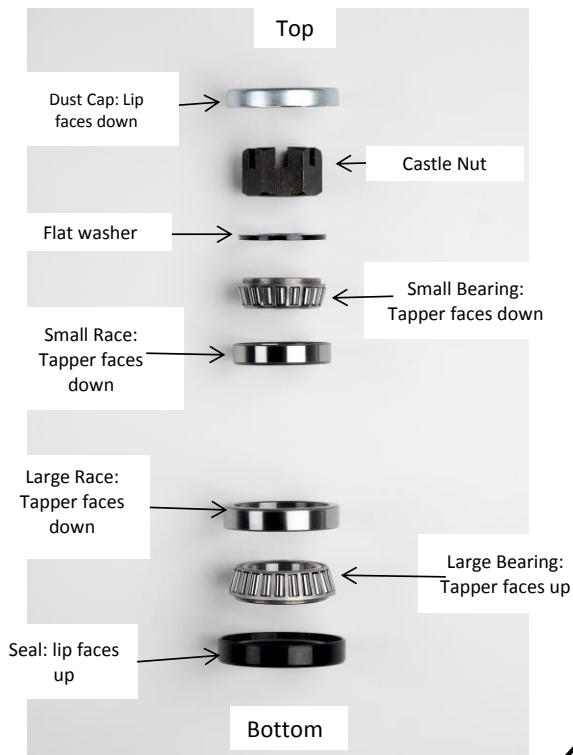 Top
Dust Cap: Lip
faces down
Castle Nut
Flat washer
Small Bearing:
Tapper faces down
Small Race:
Tapper faces
down
Large Race:
Tapper faces
down
Large Bearing:
Tapper faces up
Seal: lip faces
up
Bottom